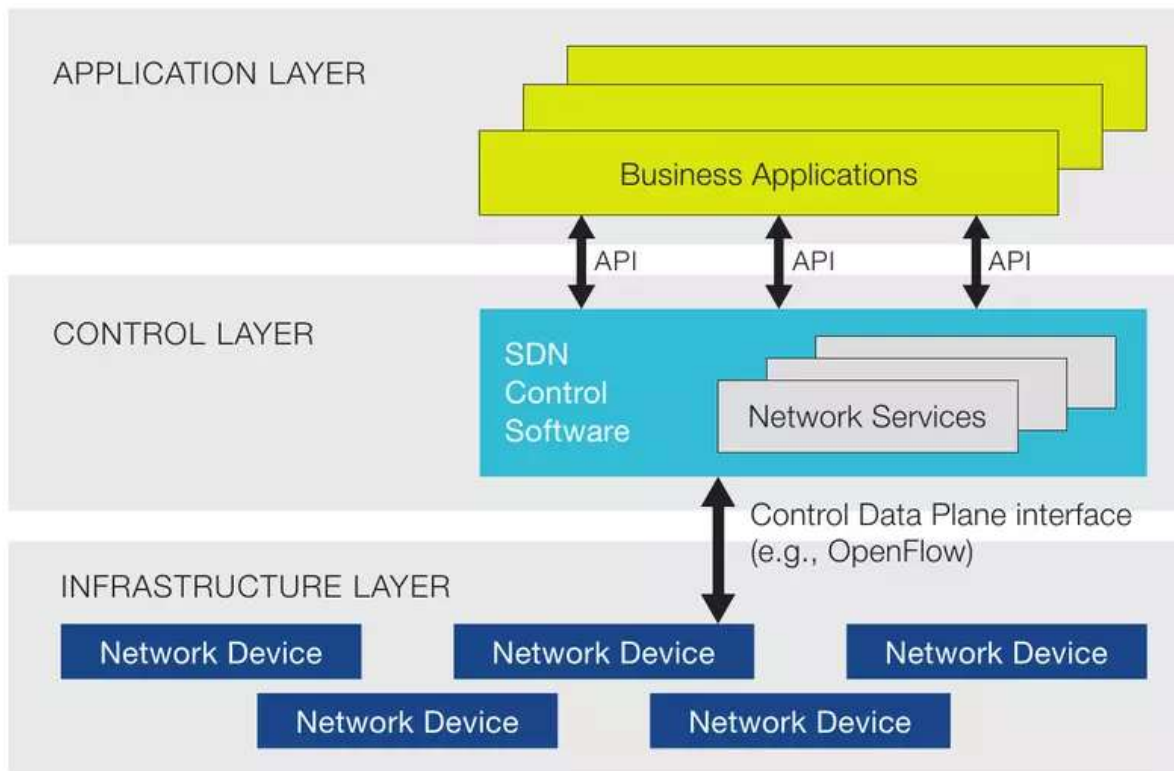 APPLICATION LAYER
Business Applications
API
API
API
CONTROL LAYER
SDN
Control
Software
Network Services
Control Data Plane interface
(e.g., OpenFlow)
INFRASTRUCTURE LAYER
Network Device
Network Device
Network Device
Network Device
Network Device